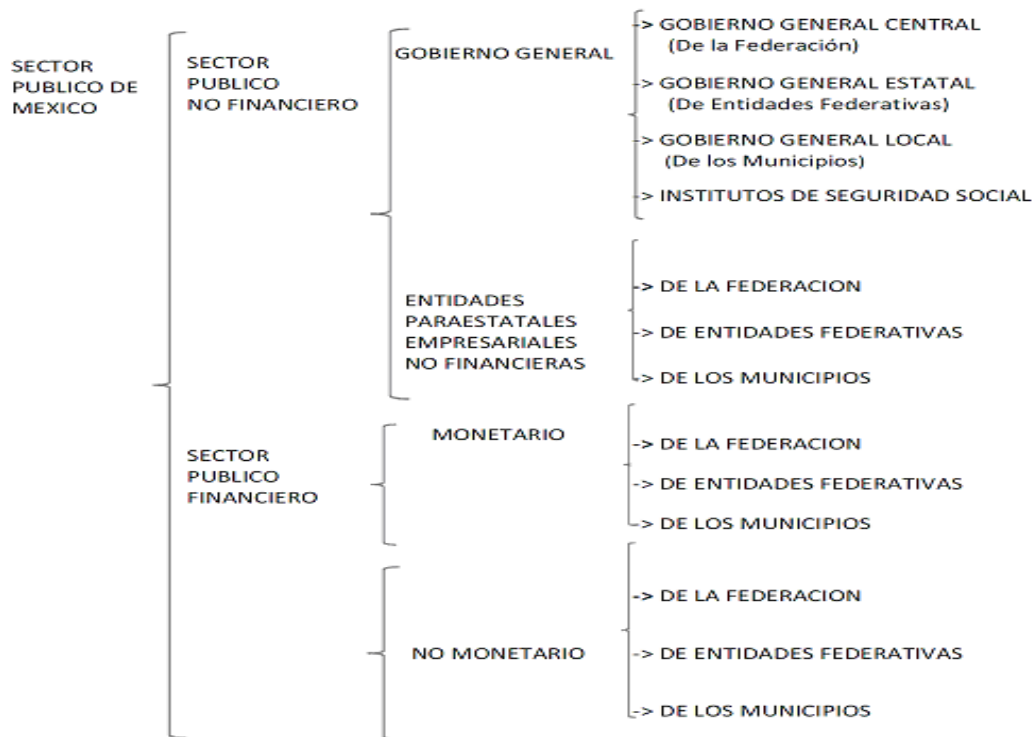 SECTOR
PUBLICO DE
MEXICO
SECTOR
PUBLICO
NO FINANCIERO
GOBIERNO GENERAL
-> GOBIERNO GENERAL CENTRAL
(De la Federación)
-> GOBIERNO GENERAL ESTATAL
(De Entidades Federativas)
-> GOBIERNO GENERAL LOCAL
(De los Municipios)
-> INSTITUTOS DE SEGURIDAD SOCIAL
ENTIDADES
PARAESTATALES
EMPRESARIALES
NO FINANCIERAS
-> DE LA FEDERACION
-> DE ENTIDADES FEDERATIVAS
-> DE LOS MUNICIPIOS
SECTOR
PUBLICO
FINANCIERO
MONETARIO
-> DE LA FEDERACION
-> DE ENTIDADES FEDERATIVAS
-> DE LOS MUNICIPIOS
NO MONETARIO
-> DE LA FEDERACION
-> DE ENTIDADES FEDERATIVAS
-> DE LOS MUNICIPIOS